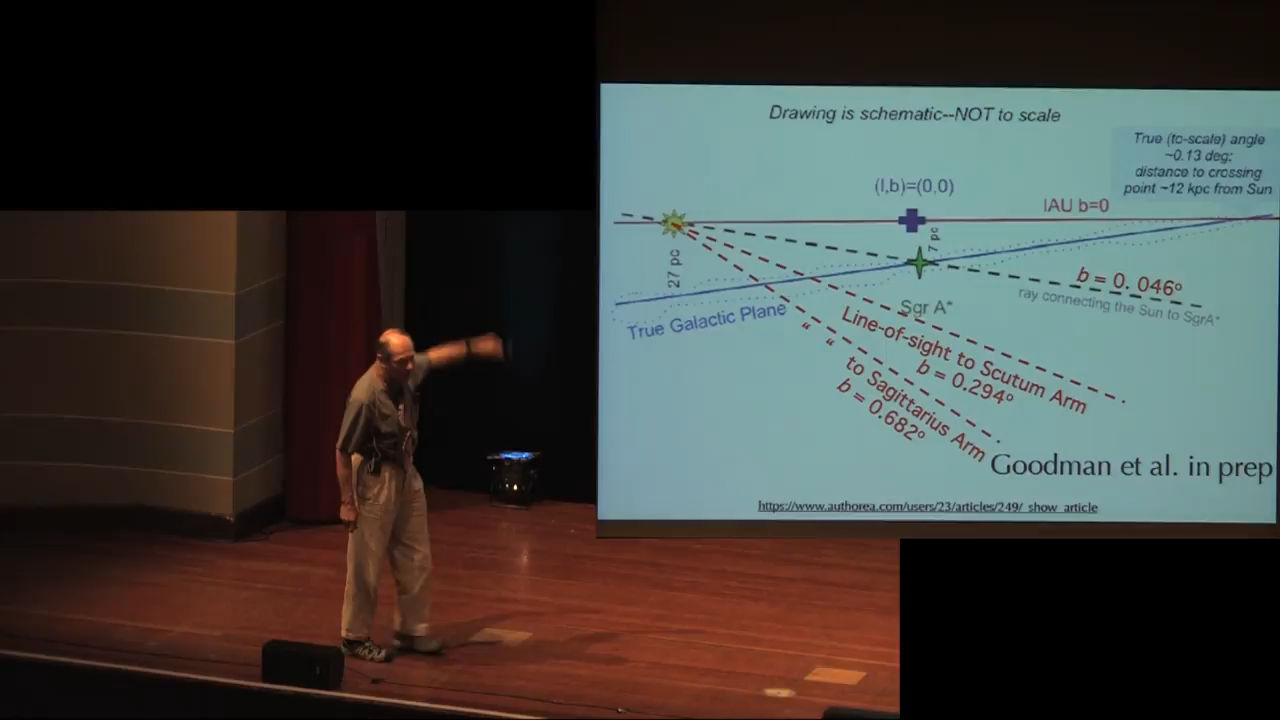 Drawing is schematic--NOT to scale
True (to-scale) angle
~0.13 deg;
distance to crossing
point ~12 kpc from Sun
(l,b)=(0,0)
IAU b=0
7 pc
27 pc
b = 0. 046°
ray connecting the Sun to SgrA*
Sgr A*
True Galactic Plane
Line-of-sight to Scutum Arm
b = 0.294°
“ “ to Sagittarius Arm
b = 0.682°
Goodman et al. in prep
https://www.authorea.com/users/23/articles/249/_show_article